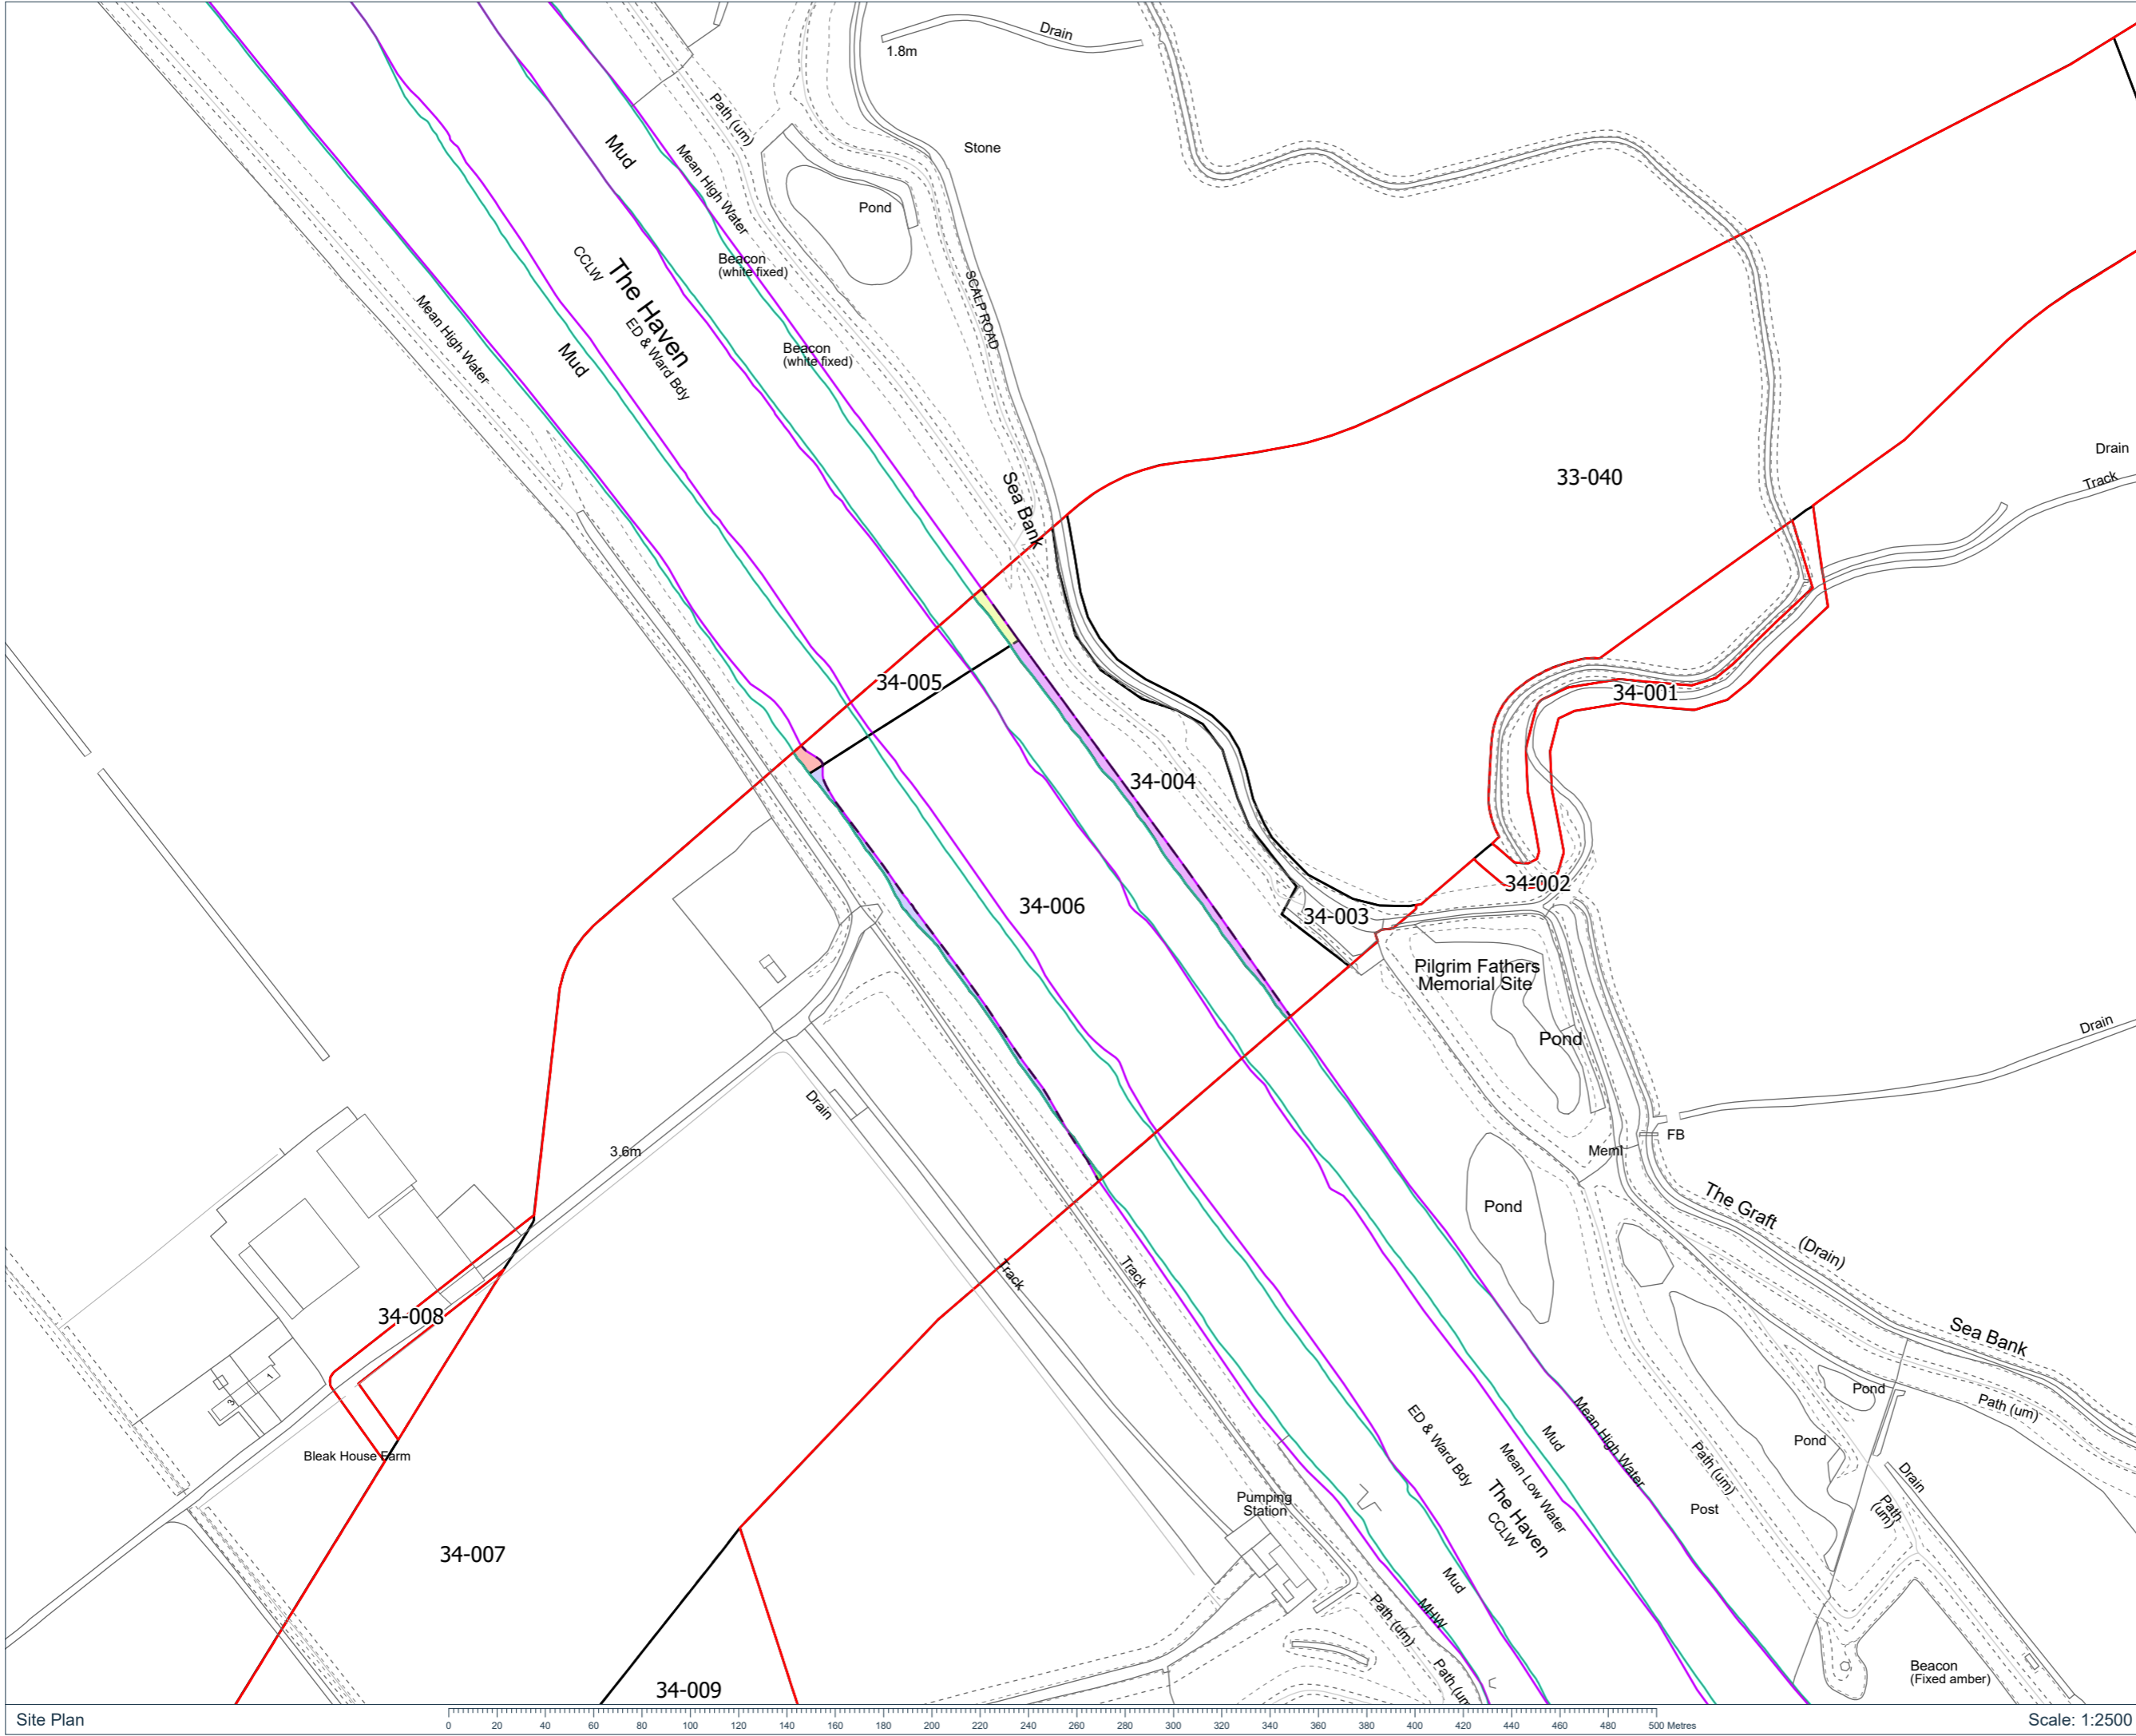 Drain
1.8m
Path (um)
Stone
Mud
Mean High Water
Pond
Beacon
(white fixed)
SCALP ROAD
CCLW
The Haven
ED & Ward Bdy
Mean High Water
Mud
Beacon
(white fixed)
Drain
Track
Sea Bank
33-040
34-005
34-001
34-004
34-002
34-006
34-003
Pilgrim Fathers
Memorial Site
Pond
Drain
Drain
FB
Meml
3.6m
Pond
The Graft
(Drain)
Track
Track
34-008
Sea Bank
1
3
Pond
Path (um)
Bleak House Farm
ED & Ward Bdy
Mean Low Water
Mud
Mean High Water
Pond
Path (um)
Drain
Path
(um)
Pumping
Station
The Haven
CCLW
Post
34-007
Mud
MHW
Path (um)
Path (um)
Beacon
(Fixed amber)
34-009
Site Plan
0 20 40 60 80 100 120 140 160 180 200 220 240 260 280 300 320 340 360 380 400 420 440 460 480 500 Metres
Scale: 1:2500